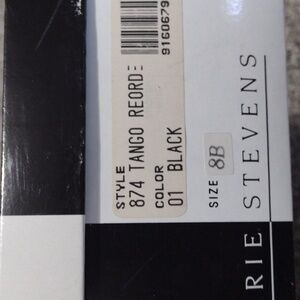 9160679
STYLE
874 TANGO REORD:
COLOR
01 BLACK
SIZE 8B
RIE STEVENS